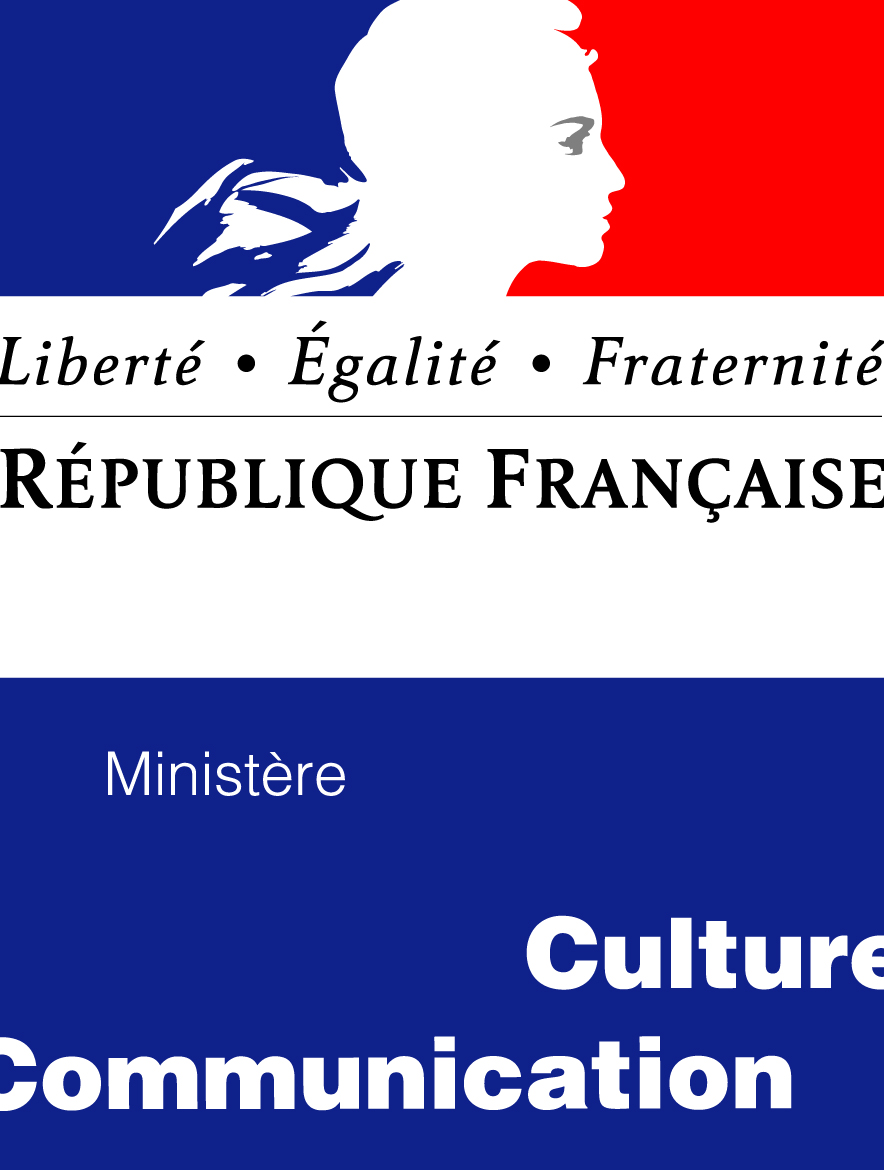 Liberté • Égalité • Fraternité
RÉPUBLIQUE FRANÇAISE
Ministère
Culture
Communication